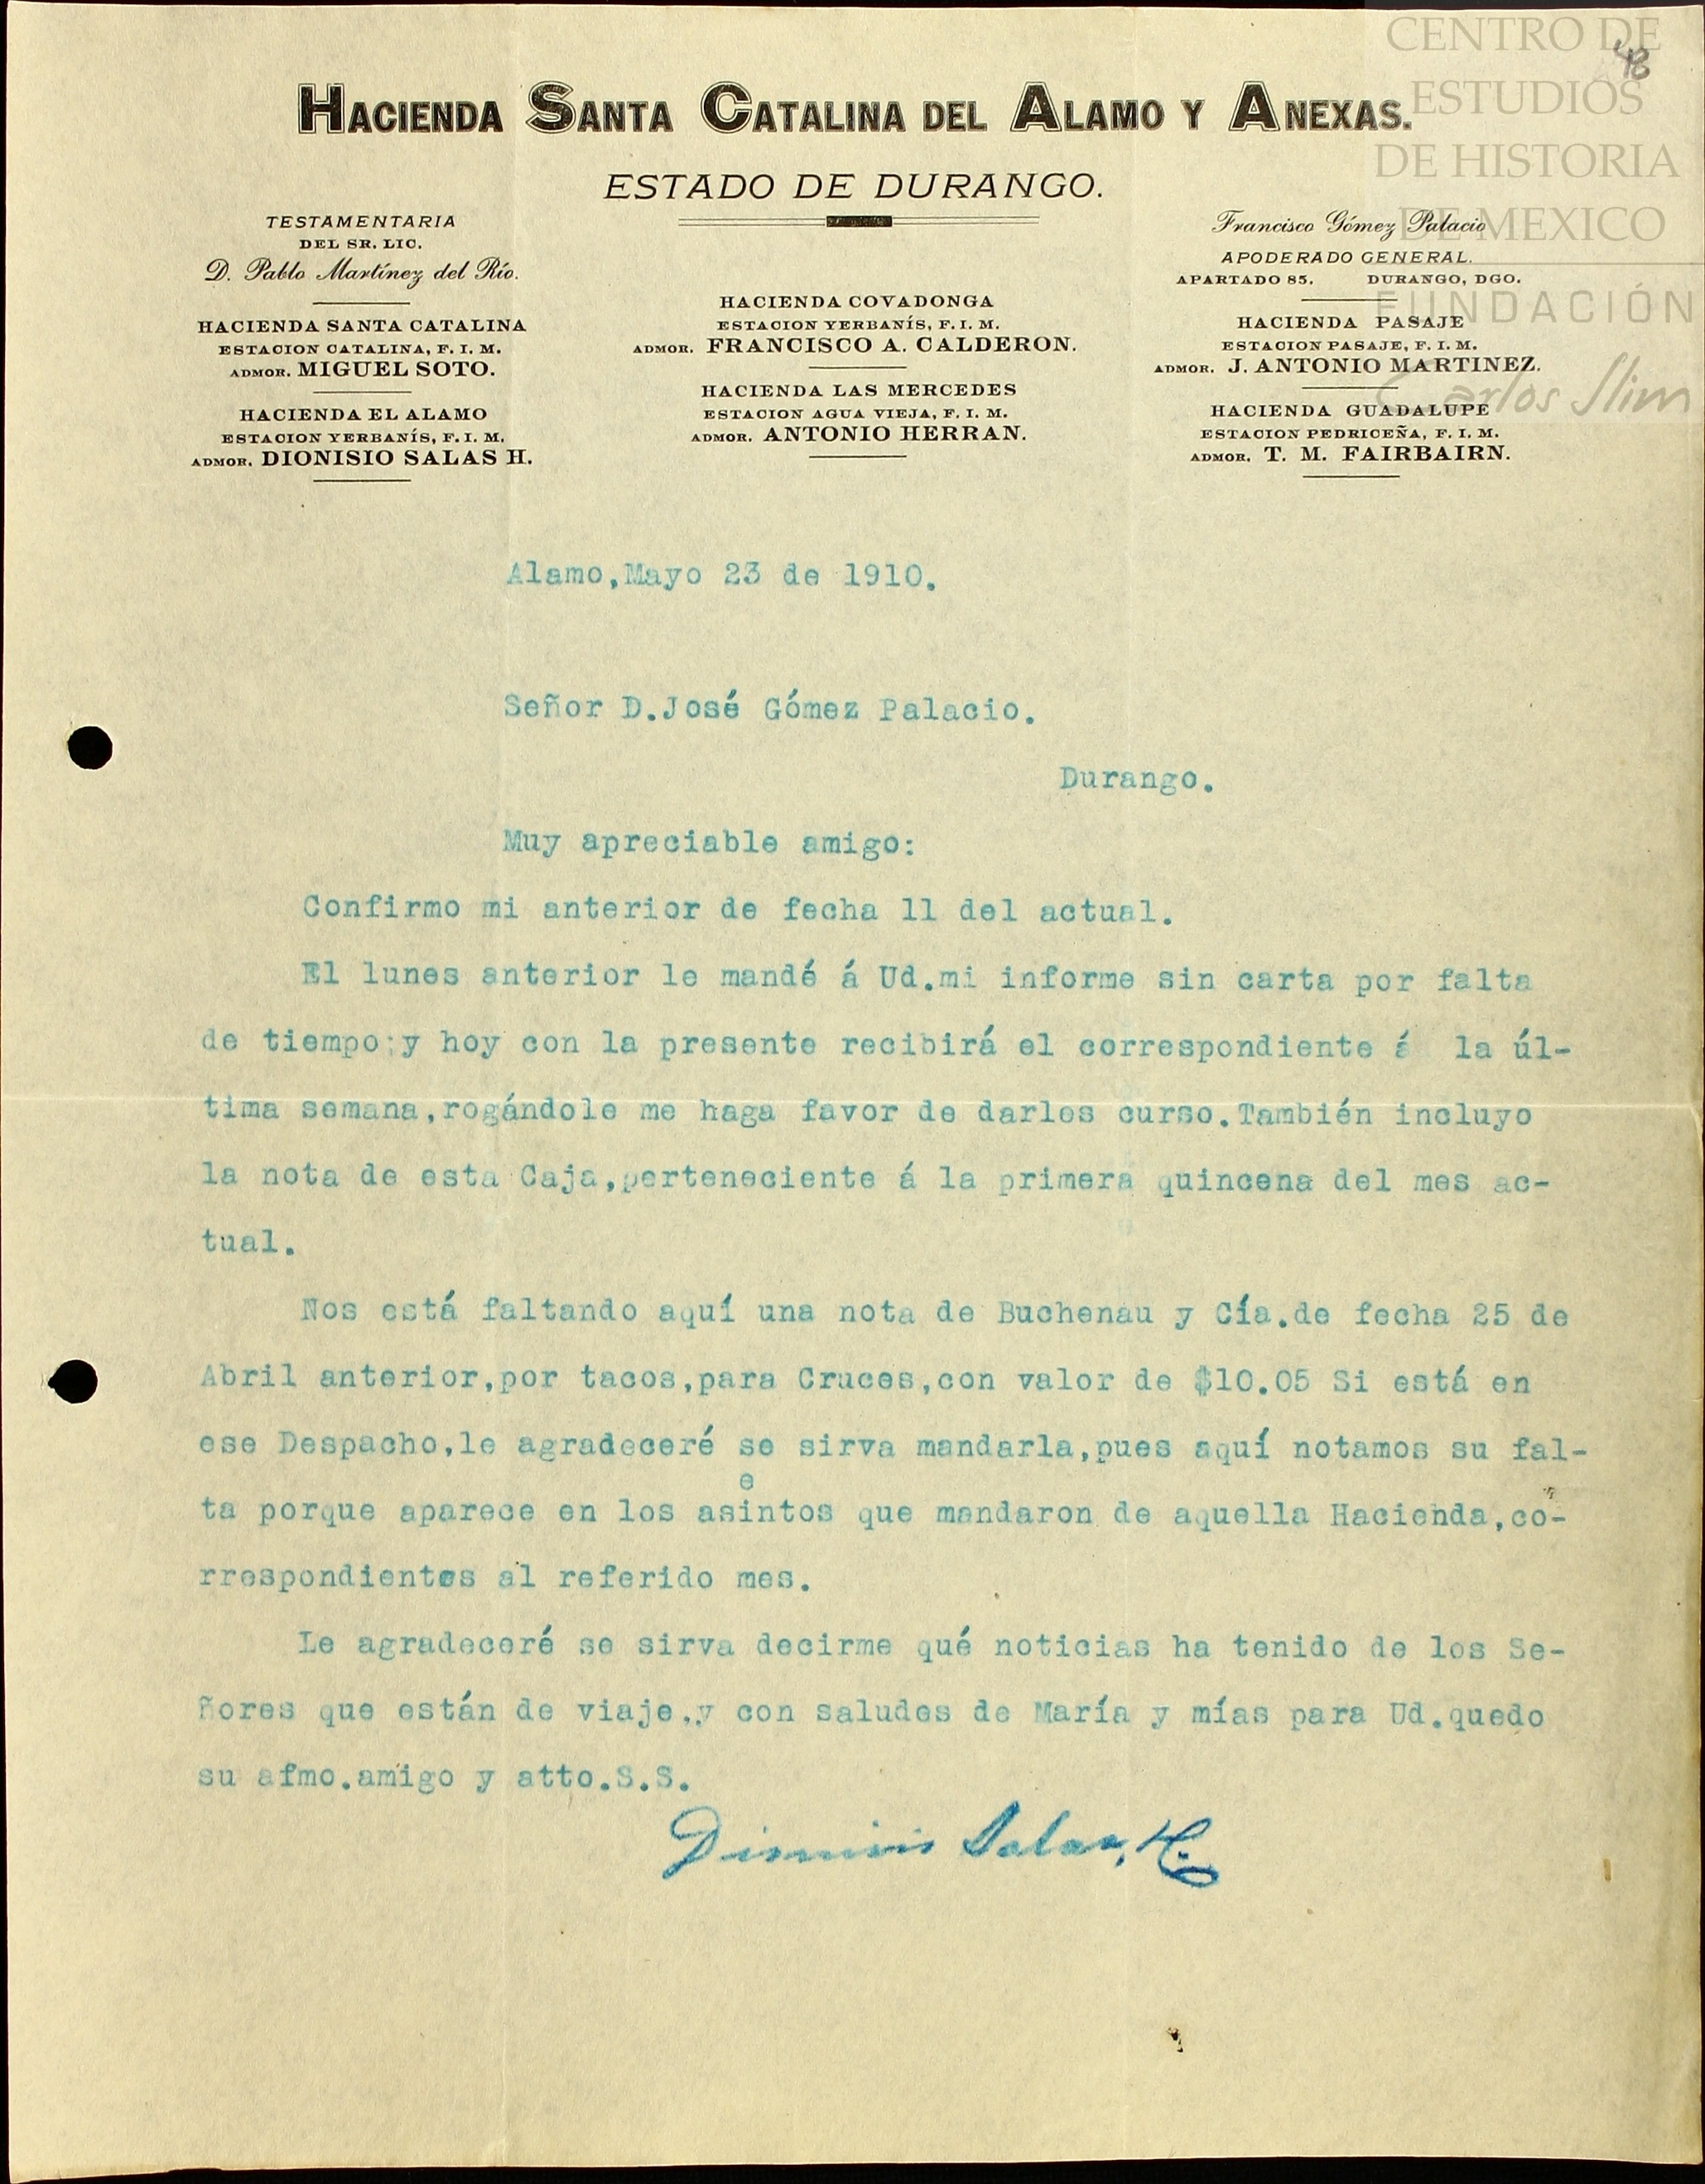 CENTRO DE
ESTUDIOS
DE HISTORIA
DE MEXICO
FUNDACIÓN
Carlos Slim
48
HACIENDA SANTA CATALINA DEL ALAMO Y ANEXAS.
ESTADO DE DURANGO.
TESTAMENTARIA
DEL SR. LIC.
D. Pablo Martínez del Río.
HACIENDA SANTA CATALINA
ESTACION CATALINA, F. I. M.
ADMOR. MIGUEL SOTO.
HACIENDA EL ALAMO
ESTACION YERBANÍS, F. I. M.
ADMOR. DIONISIO SALAS H.
HACIENDA COVADONGA
ESTACION YERBANÍS, F. I. M.
ADMOR. FRANCISCO A. CALDERON.
HACIENDA LAS MERCEDES
ESTACION AGUA VIEJA, F. I. M.
ADMOR. ANTONIO HERRAN.
Francisco Gómez Palacio
APODERADO GENERAL.
APARTADO 85. DURANGO, DGO.
HACIENDA PASAJE
ESTACION PASAJE, F. I. M.
ADMOR. J. ANTONIO MARTINEZ.
HACIENDA GUADALUPE
ESTACION PEDRICEÑA, F. I. M.
ADMOR. T. M. FAIRBAIRN.
Alamo,Mayo 23 de 1910.
Señor D.José Gómez Palacio.
Durango.
Muy apreciable amigo:
Confirmo mi anterior de fecha 11 del actual.
El lunes anterior le mandé á Ud.mi informe sin carta por falta
de tiempo;y hoy con la presente recibirá el correspondiente á la úl-
tima semana,rogándole me haga favor de darles curso.También incluyo
la nota de esta Caja,perteneciente á la primera quincena del mes ac-
tual.
Nos está faltando aquí una nota de Buchenau y Cía.de fecha 25 de
Abril anterior,por tacos,para Cruces,con valor de $10.05 Si está en
ese Despacho,le agradeceré se sirva mandarla,pues aquí notamos su fal-
e
ta porque aparece en los asintos que mandaron de aquella Hacienda,co-
rrespondientes al referido mes.
Le agradeceré se sirva decirme qué noticias ha tenido de los Se-
ñores que están de viaje,y con saludes de María y mías para Ud.quedo
su afmo.amigo y atto.S.S.
Dionisio Salas, H.